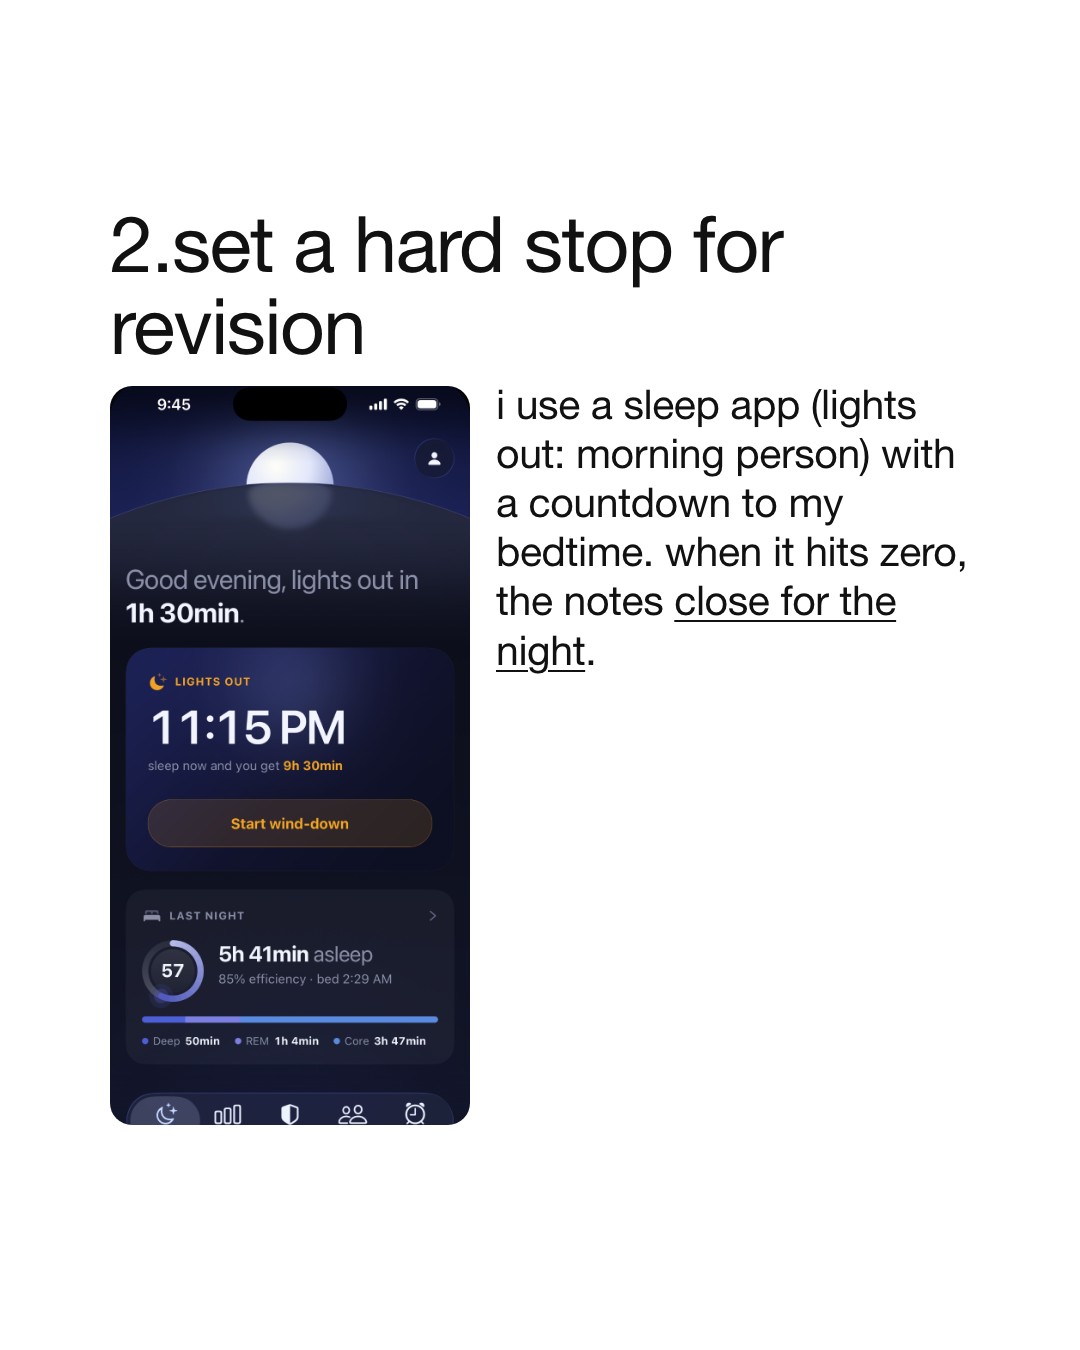 2.set a hard stop for
revision
9:45
Good evening, lights out in
1h 30min.
LIGHTS OUT
11:15 PM
sleep now and you get 9h 30min
Start wind-down
LAST NIGHT
57
5h 41min asleep
85% efficiency · bed 2:29 AM
Deep 50min REM 1h 4min Core 3h 47min
i use a sleep app (lights
out: morning person) with
a countdown to my
bedtime. when it hits zero,
the notes close for the
night.